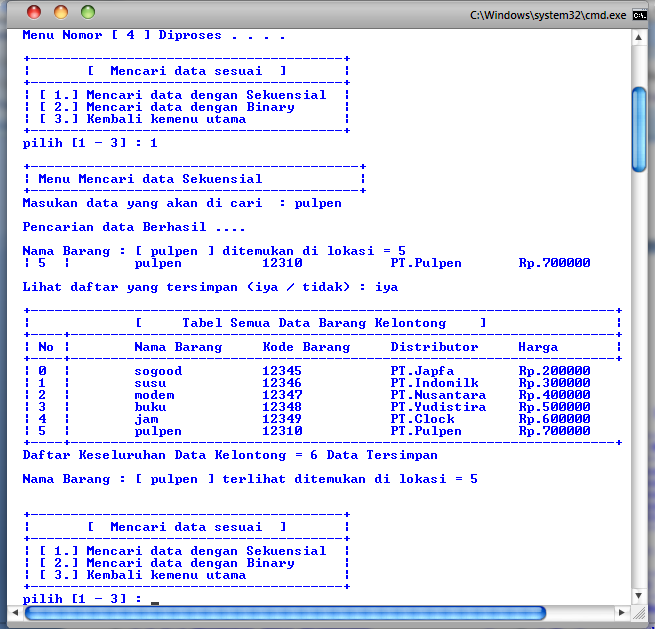 C:\Windows\system32\cmd.exe
Menu Nomor [ 4 ] Diproses . . . .
[ Mencari data sesuai ]
[ 1.] Mencari data dengan Sekuensial
[ 2.] Mencari data dengan Binary
[ 3.] Kembali kemenu utama
pilih [1 - 3] : 1
Menu Mencari data Sekuensial
Masukan data yang akan di cari : pulpen
Pencarian data Berhasil ....
Nama Barang : [ pulpen ] ditemukan di lokasi = 5
| 5 | pulpen 12310 PT.Pulpen Rp.700000
Lihat daftar yang tersimpan (iya / tidak) : iya
[ Tabel Semua Data Barang Kelontong ]
| No | Nama Barang Kode Barang Distributor Harga |
| 0 | sogood 12345 PT.Japfa Rp.200000
| 1 | susu 12346 PT.Indomilk Rp.300000
| 2 | modem 12347 PT.Nusantara Rp.400000
| 3 | buku 12348 PT.Yudistira Rp.500000
| 4 | jam 12349 PT.Clock Rp.600000
| 5 | pulpen 12310 PT.Pulpen Rp.700000
Daftar Keseluruhan Data Kelontong = 6 Data Tersimpan
Nama Barang : [ pulpen ] terlihat ditemukan di lokasi = 5
[ Mencari data sesuai ]
[ 1.] Mencari data dengan Sekuensial
[ 2.] Mencari data dengan Binary
[ 3.] Kembali kemenu utama
pilih [1 - 3] : _